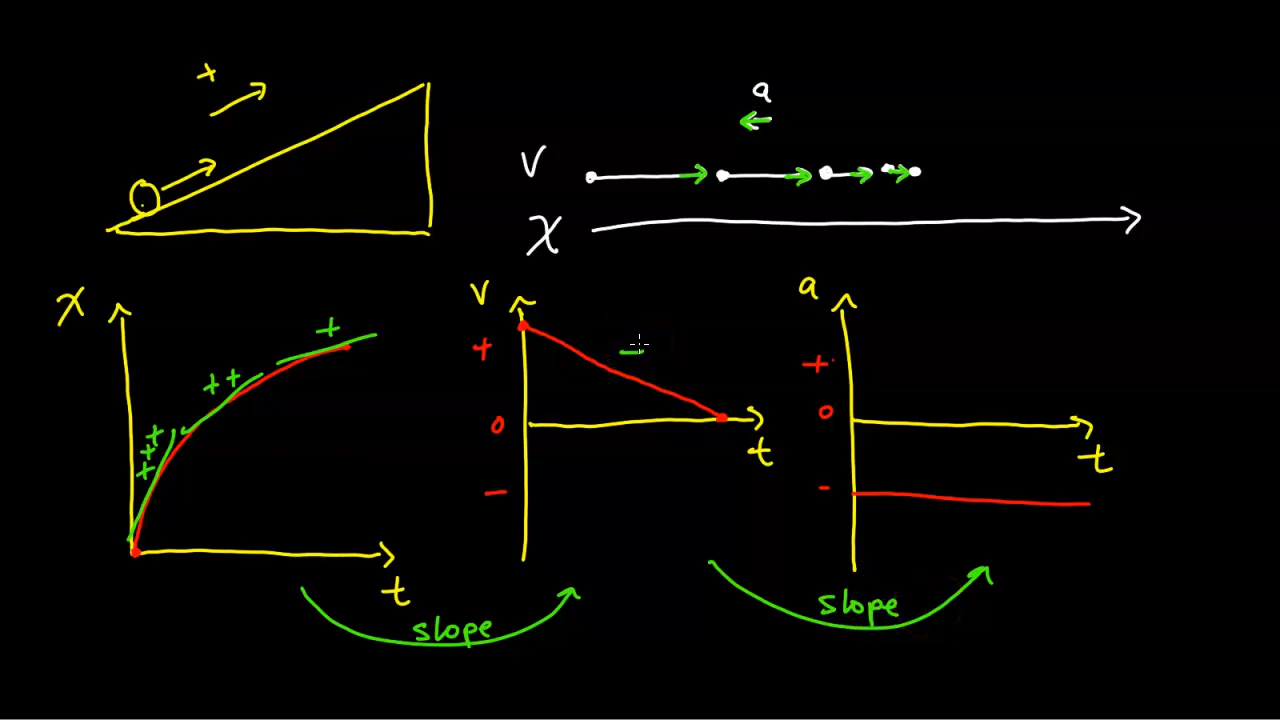 +
a
v
x
x
+ + +
+ +
+
t
v
+
0
-
-
t
a
+
0
-
t
slope
slope